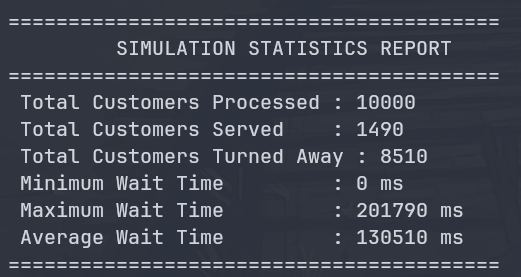 =========================================
SIMULATION STATISTICS REPORT
=========================================
Total Customers Processed : 10000
Total Customers Served    : 1490
Total Customers Turned Away : 8510
Minimum Wait Time         : 0 ms
Maximum Wait Time         : 201790 ms
Average Wait Time         : 130510 ms
=========================================